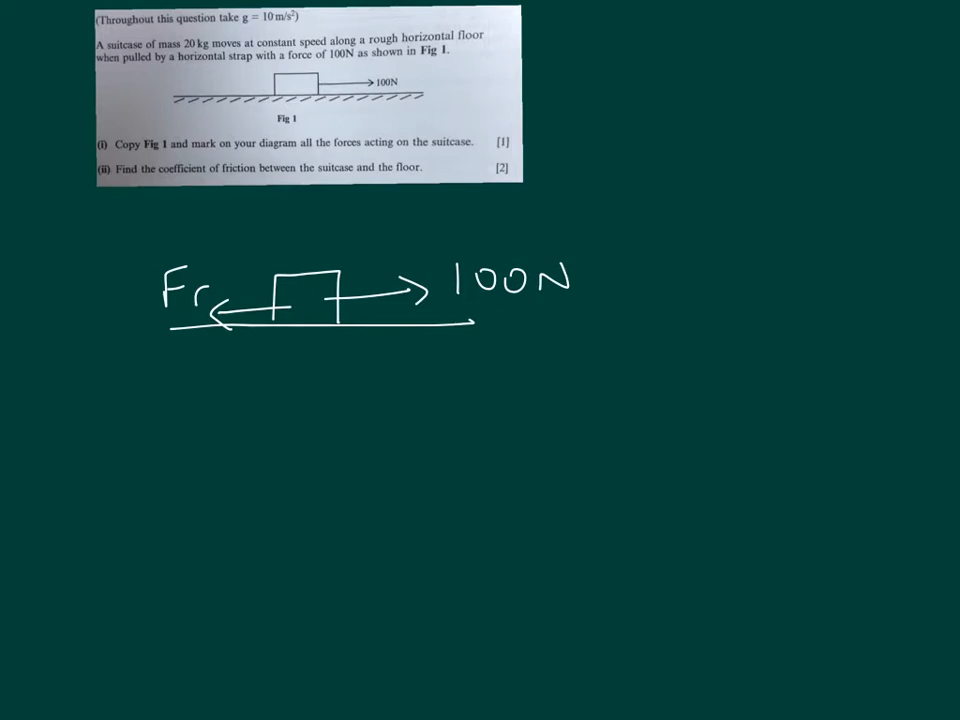 (Throughout this question take g = 10 m/s²)
A suitcase of mass 20 kg moves at constant speed along a rough horizontal floor
when pulled by a horizontal strap with a force of 100N as shown in Fig 1.
100N
Fig 1
(i) Copy Fig 1 and mark on your diagram all the forces acting on the suitcase. [1]
(ii) Find the coefficient of friction between the suitcase and the floor. [2]
Fr 100N